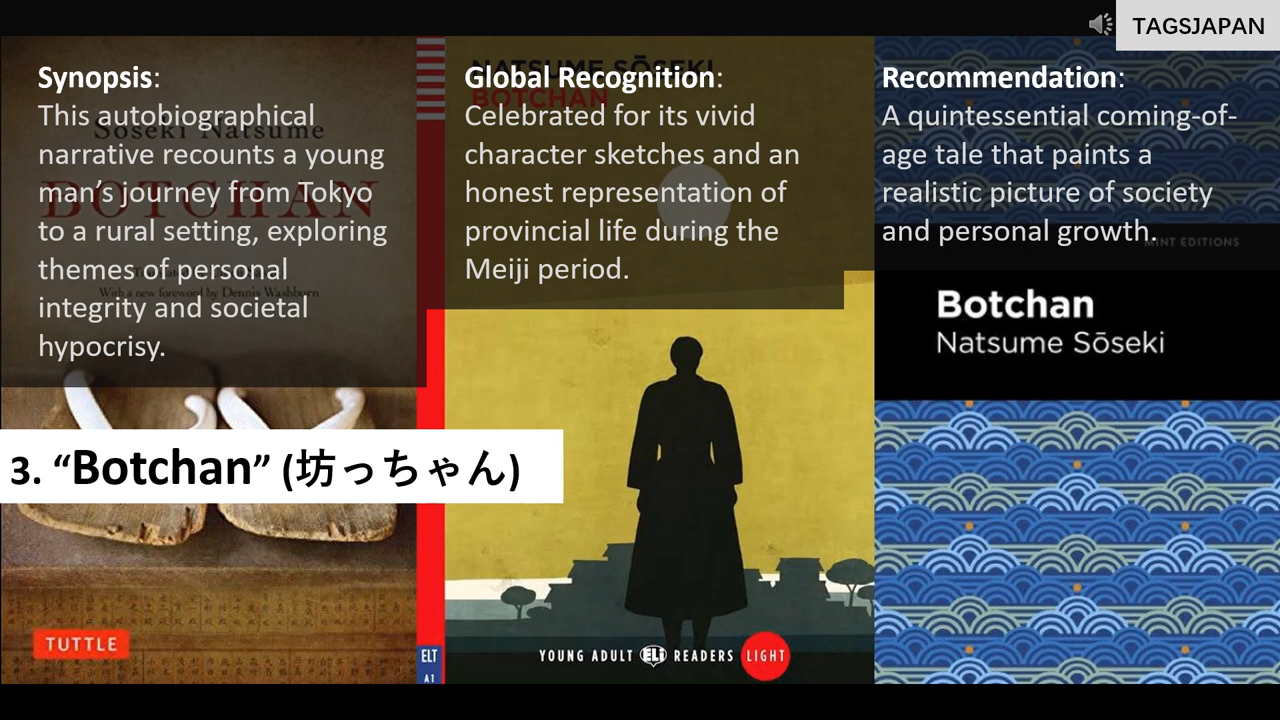 TAGSJAPAN
Synopsis:
This autobiographical
narrative recounts a young
man's journey from Tokyo
to a rural setting, exploring
themes of personal
integrity and societal
hypocrisy.
Soseki Natsume
BOTCHAN
With a new foreword by Dennis Washburn
TUTTLE
Global Recognition:
Celebrated for its vivid
character sketches and an
honest representation of
provincial life during the
Meiji period.
NATSUME SŌSEKI
BOTCHAN
ELT
A1
YOUNG ADULT ELi READERS LIGHT
Recommendation:
A quintessential coming-of-
age tale that paints a
realistic picture of society
and personal growth.
MINT EDITIONS
Botchan
Natsume Sōseki
3. “Botchan” (坊っちゃん)